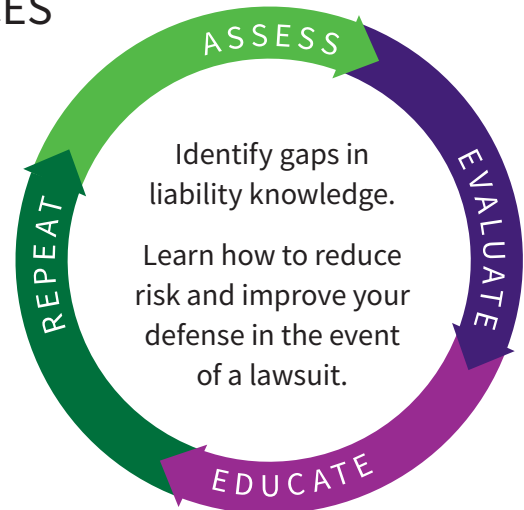 ASSESS
EVALUATE
Identify gaps in
liability knowledge.
Learn how to reduce
risk and improve your
defense in the event
of a lawsuit.
EDUCATE
REPEAT